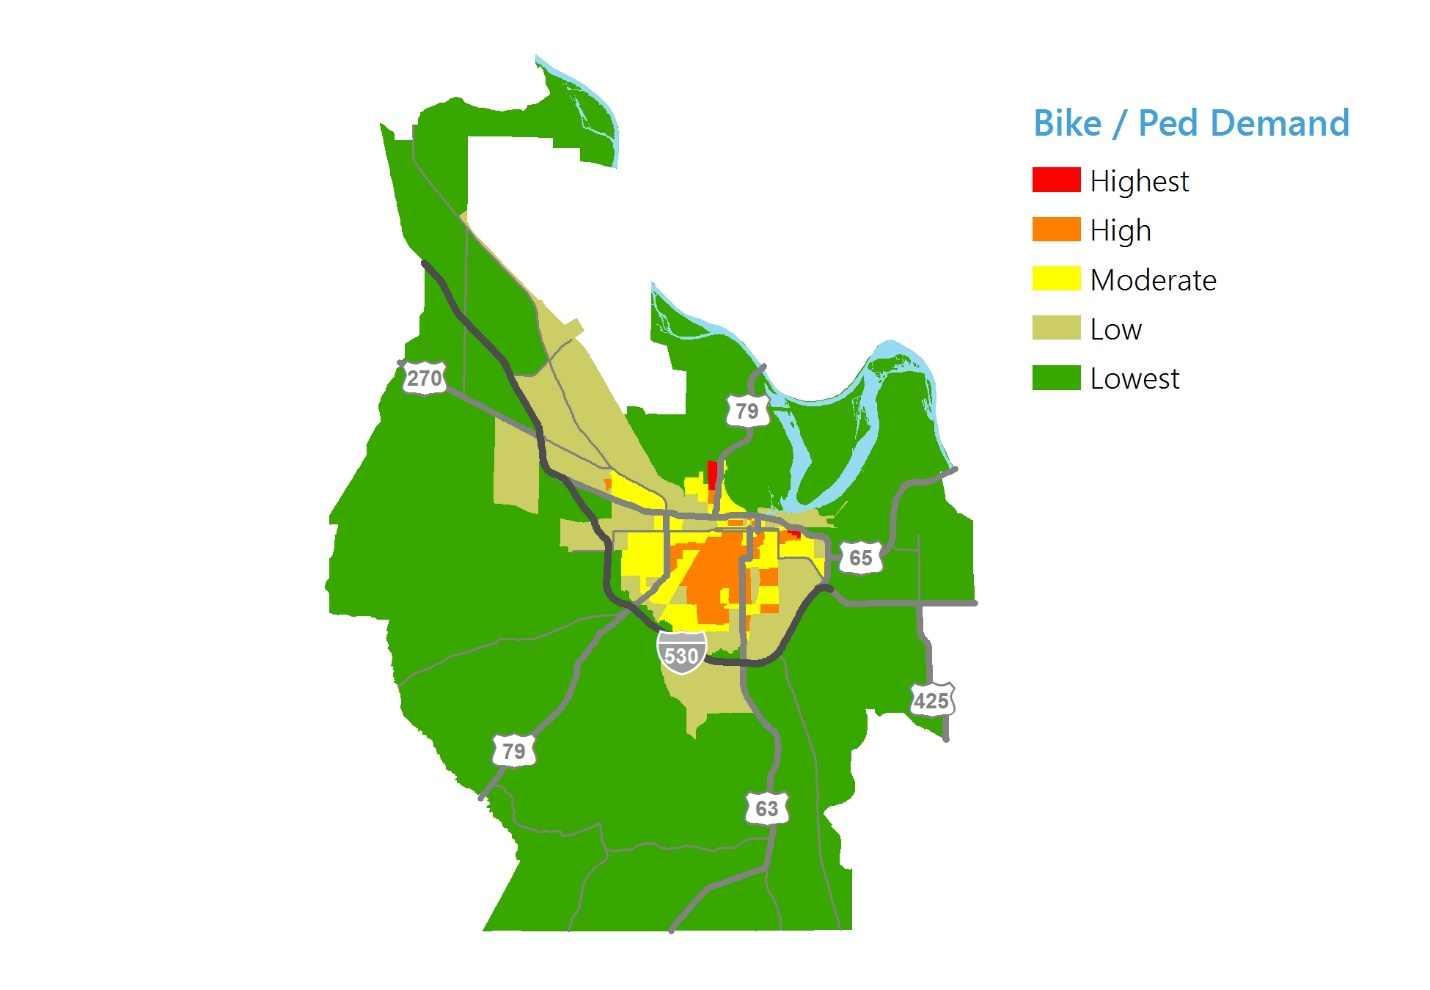 Bike / Ped Demand
Highest
High
Moderate
Low
Lowest
270
79
65
530
425
79
63